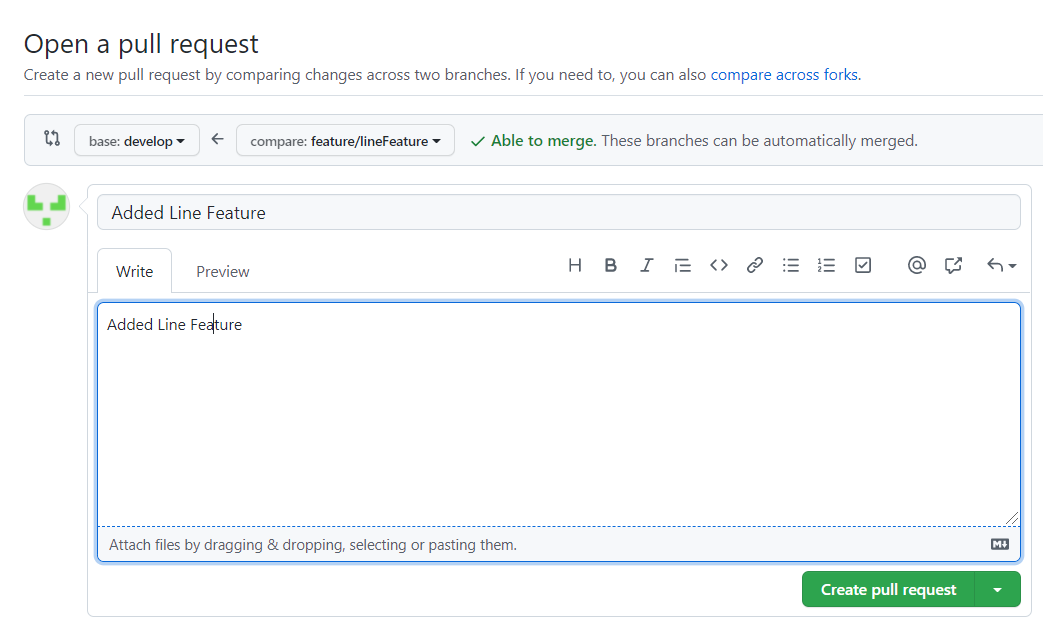 Open a pull request
Create a new pull request by comparing changes across two branches. If you need to, you can also compare across forks.
base: develop compare: feature/lineFeature Able to merge. These branches can be automatically merged.
Added Line Feature
Write Preview
Added Line Feature
Attach files by dragging & dropping, selecting or pasting them.
Create pull request